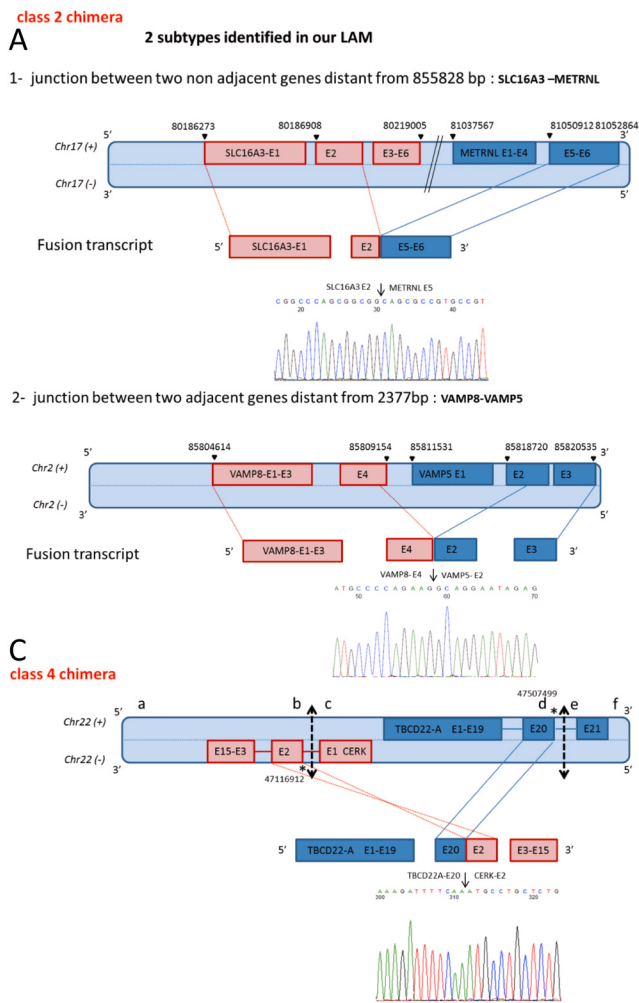 class 2 chimera
A
2 subtypes identified in our LAM
1- junction between two non adjacent genes distant from 855828 bp : SLC16A3 –METRNL
80186273 80186908 80219005 81037567 81050912 81052864
5’ 3’
Chr17 (+) SLC16A3-E1 E2 E3-E6 METRNL E1-E4 E5-E6
Chr17 (-)
3’ 5’
Fusion transcript 5’ SLC16A3-E1 E2 E5-E6 3’
SLC16A3 E2 METRNL E5
CGGCCCAGCGGCGGCAGCGCCGTGCCGT
20 30 40
2- junction between two adjacent genes distant from 2377bp : VAMP8-VAMP5
5’ 3’
85804614 85809154 85811531 85818720 85820535
Chr2 (+) VAMP8-E1-E3 E4 VAMP5 E1 E2 E3
Chr2 (-)
3’ 5’
Fusion transcript 5’ VAMP8-E1-E3 E4 E2 E3 3’
VAMP8-E4 VAMP5- E2
ATGCCCCAGAAGGCAGGAATAGAG
50 60 70
C
class 4 chimera
47507499
5’ a b c d * e f 3’
Chr22 (+) TBCD22-A E1-E19 E20 E21
Chr22 (-) E15-E3 E2 E1 CERK
3’ * 5’
47116912
5’ TBCD22-A E1-E19 E20 E2 E3-E15 3’
TBCD22A-E20 CERK-E2
AAAGATTTTCAAATGCCTGCTCTG
300 310 320